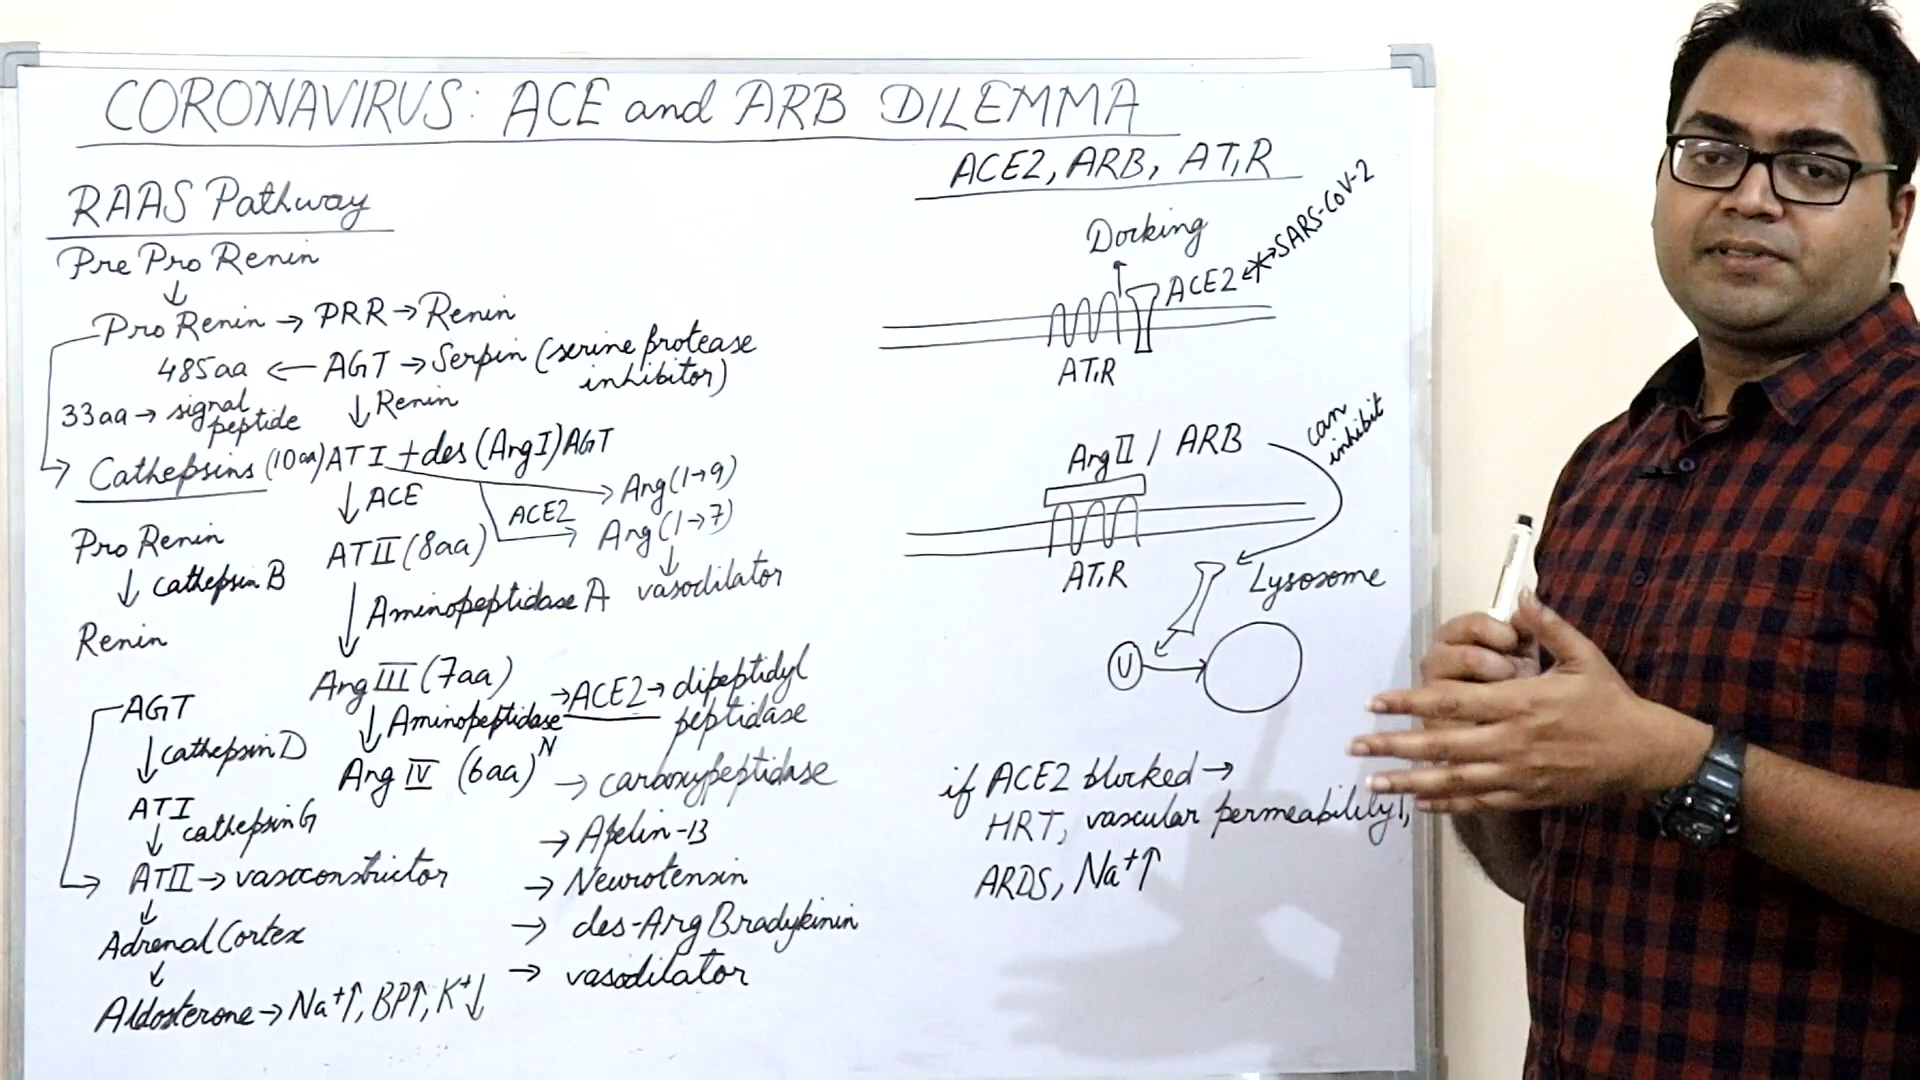 CORONAVIRUS: ACE and ARB DILEMMA
RAAS Pathway
Pre Pro Renin
↓
Pro Renin → PRR → Renin
485aa ← AGT → Serpin (serine protease
inhibitor)
33aa → signal
peptide
↓ Renin
Cathepsins (10aa) AT I + des (Arg I) AGT
↓ ACE
ACE2
→ Arg (1→9)
Arg (1→7)
↓
vasodilator
AT II (8aa)
↓ Aminopeptidase A
Arg III (7aa)
↓ Aminopeptidase
N
Arg IV (6aa)
Pro Renin
↓ cathepsin B
Renin
AGT
↓ cathepsin D
AT I
↓ cathepsin G
AT II → vasoconstrictor
↓
Adrenal Cortex
↓
Aldosterone → Na+↑, BP↑, K+↓
→ ACE2 → dipeptidyl
peptidase
→ carboxypeptidase
→ Apelin-13
→ Neurotensin
→ des-Arg Bradykinin
→ vasodilator
ACE2, ARB, AT1R
Docking
ACE2 ↔ SARS-CoV-2
AT1R
Arg II / ARB
can
inhibit
AT1R
Lysosome
U
if ACE2 blocked →
HRT, vascular permeability↑,
ARDS, Na+↑